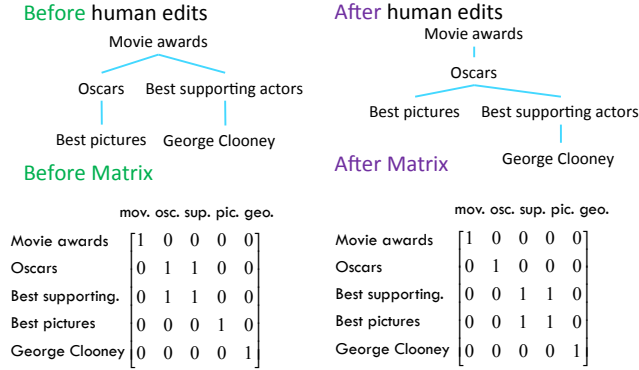 Before human edits
Movie awards
Oscars Best supporting actors
Best pictures George Clooney
Before Matrix
mov. osc. sup. pic. geo.
Movie awards 1 0 0 0 0
Oscars 0 1 1 0 0
Best supporting. 0 1 1 0 0
Best pictures 0 0 0 1 0
George Clooney 0 0 0 0 1
After human edits
Movie awards
Oscars
Best pictures Best supporting actors
George Clooney
After Matrix
mov. osc. sup. pic. geo.
Movie awards 1 0 0 0 0
Oscars 0 1 0 0 0
Best supporting. 0 0 1 1 0
Best pictures 0 0 1 1 0
George Clooney 0 0 0 0 1